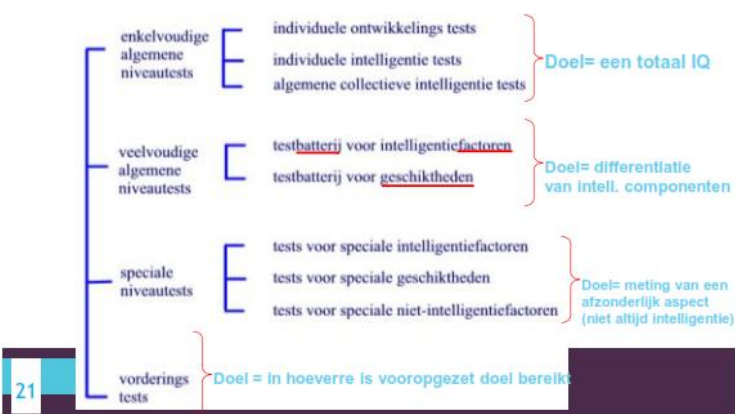 enkelvoudige
algemene
niveautests
individuele ontwikkelings tests
individuele intelligentie tests
algemene collectieve intelligentie tests
Doel= een totaal IQ
veelvoudige
algemene
niveautests
testbatterij voor intelligentiefactoren
testbatterij voor geschiktheden
Doel= differentiatie
van intell. componenten
speciale
niveautests
tests voor speciale intelligentiefactoren
tests voor speciale geschiktheden
tests voor speciale niet-intelligentiefactoren
Doel= meting van een
afzonderlijk aspect
(niet altijd intelligentie)
vorderings
tests
Doel = in hoeverre is vooropgezet doel bereikt
21